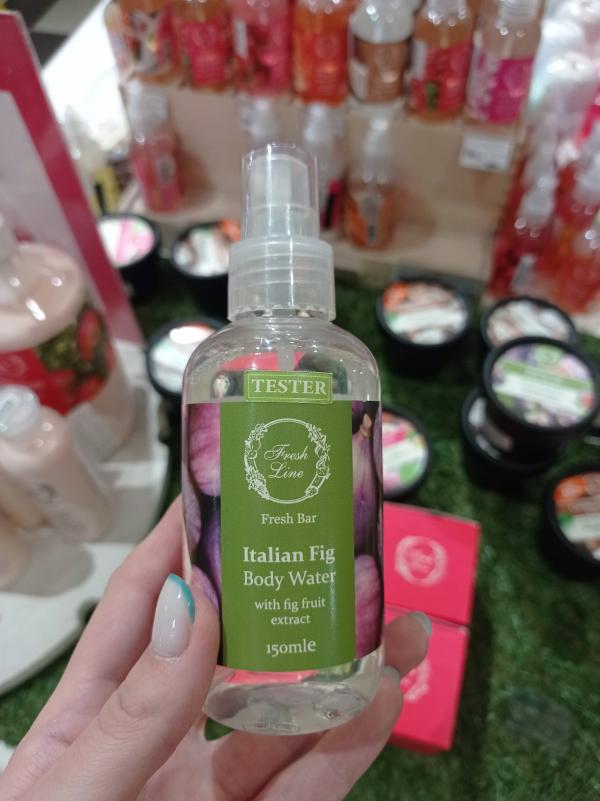 TESTER
Fresh
Line
Fresh Bar
Italian Fig
Body Water
with fig fruit
extract
150mle